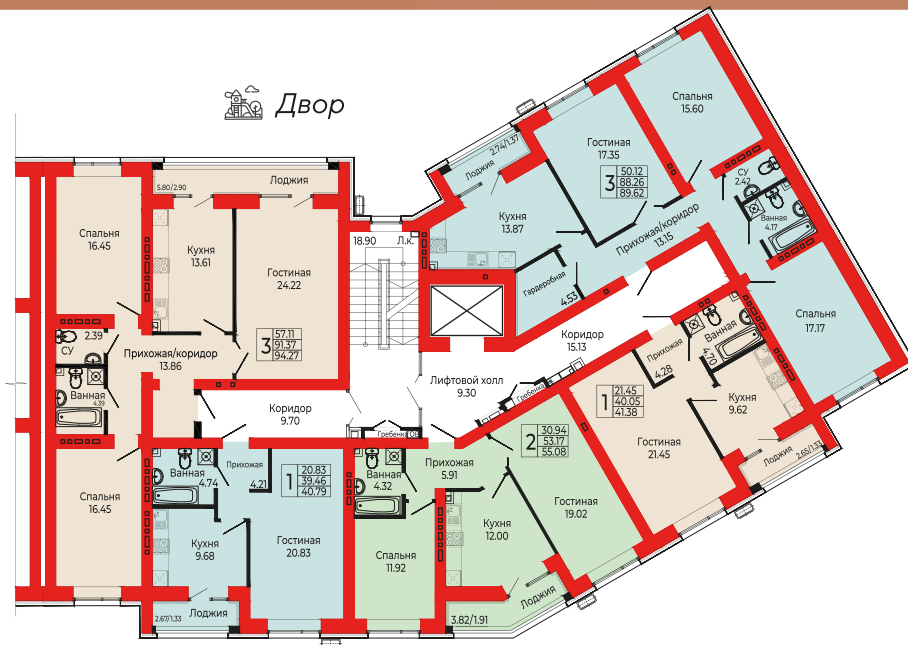 Двор
Спальня
15.60
Гостиная
17.35
3
50.12
88.26
89.62
2.74/1.37
Лоджия
Кухня
13.87
СУ
2.42
Ванная
4.17
Прихожая/коридор
13.15
Гардеробная
4.53
Спальня
17.17
5.80/2.90
Лоджия
Спальня
16.45
Кухня
13.61
Гостиная
24.22
18.90
Л.к.
3
57.11
91.37
94.27
2.39
СУ
Прихожая/коридор
13.86
Ванная
4.39
Спальня
16.45
Коридор
9.70
Лифтовой холл
9.30
Коридор
15.13
Гребенка
Гребенка
ОВ
Прихожая
4.28
Ванная
4.70
Кухня
9.62
1
21.45
40.05
41.38
Гостиная
21.45
Лоджия
2.65/1.33
2
30.94
53.17
55.08
Прихожая
5.91
Ванная
4.32
Гостиная
19.02
Кухня
12.00
Спальня
11.92
3.82/1.91
Лоджия
Ванная
4.74
Прихожая
4.21
1
20.83
39.46
40.79
Кухня
9.68
Гостиная
20.83
2.67/1.33
Лоджия